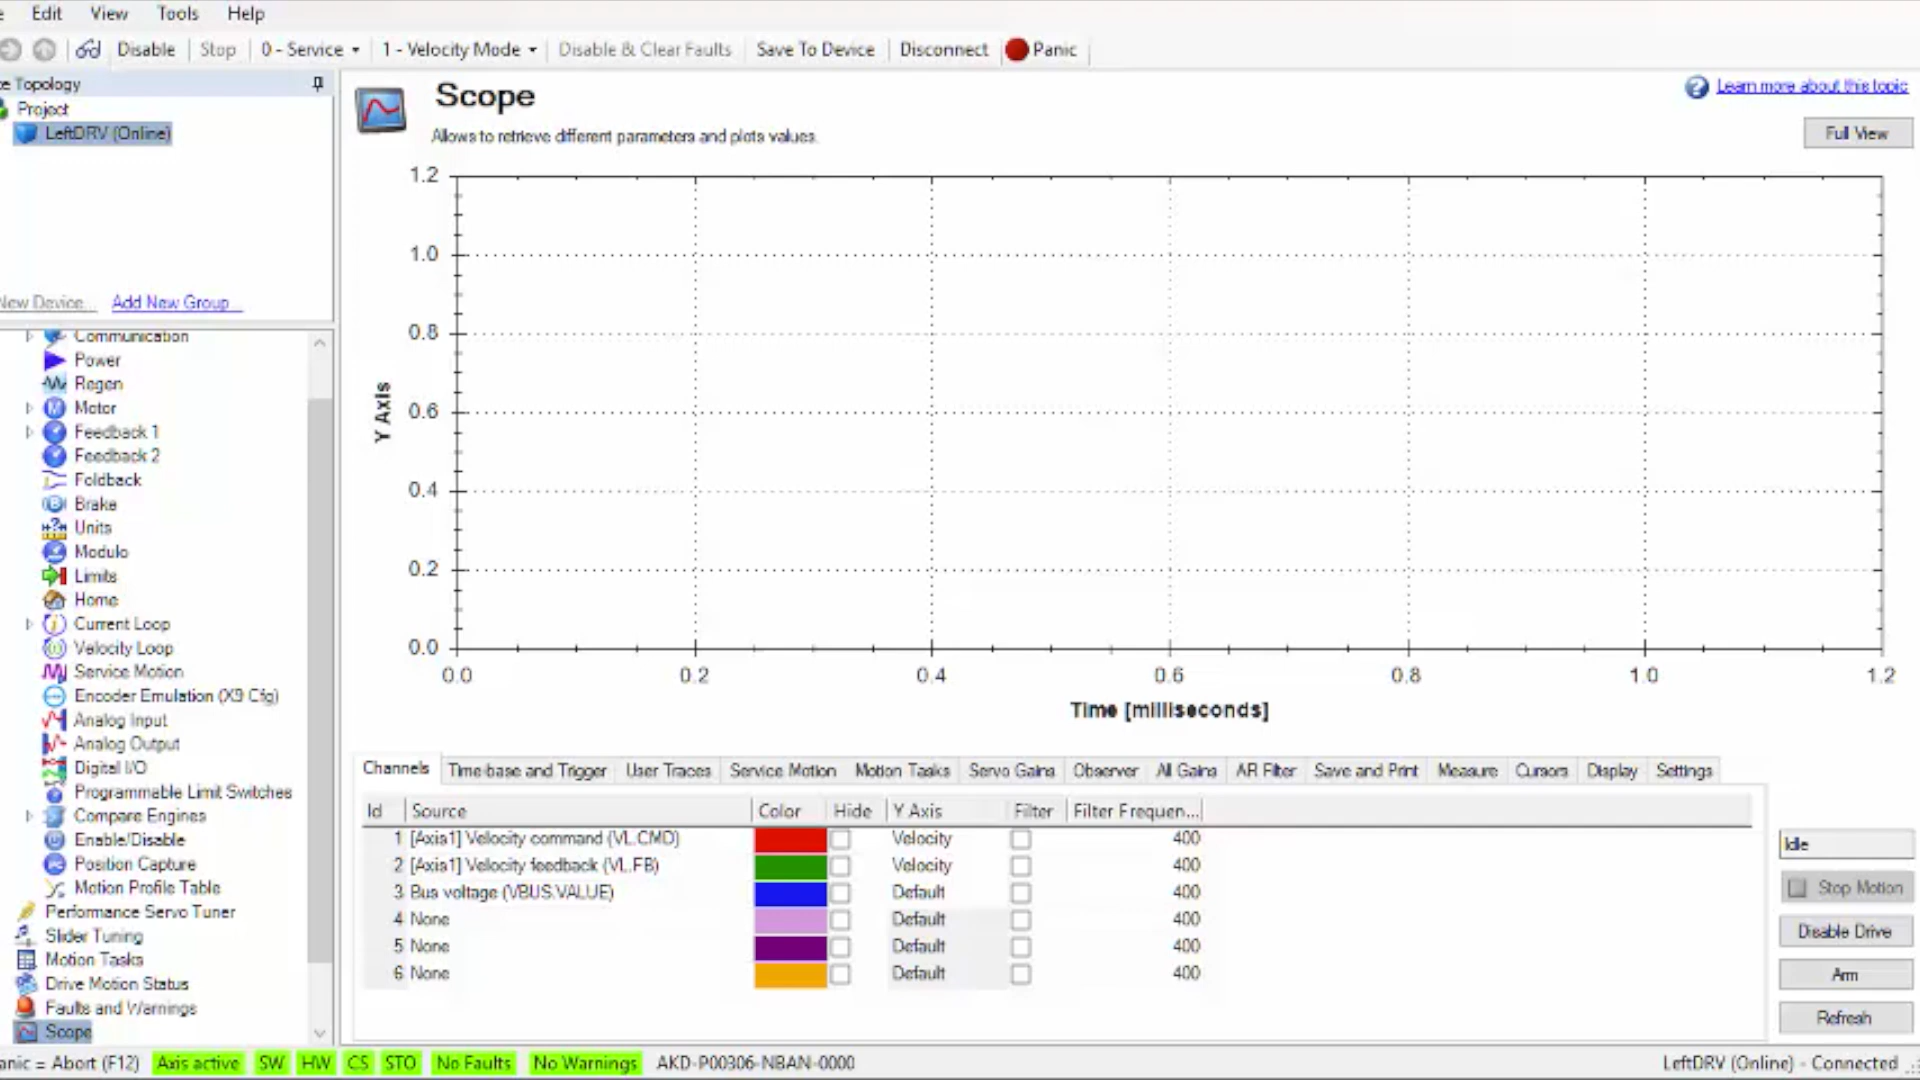 Edit View Tools Help
Disable Stop 0 - Service 1 - Velocity Mode Disable & Clear Faults Save To Device Disconnect Panic
Topology
Project
LeftDRV (Online)
New Device... Add New Group...
Communication
Power
Regen
Motor
Feedback 1
Feedback 2
Foldback
Brake
Units
Modulo
Limits
Home
Current Loop
Velocity Loop
Service Motion
Encoder Emulation (X9 Cfg)
Analog Input
Analog Output
Digital I/O
Programmable Limit Switches
Compare Engines
Enable/Disable
Position Capture
Motion Profile Table
Performance Servo Tuner
Slider Tuning
Motion Tasks
Drive Motion Status
Faults and Warnings
Scope
Scope
Learn more about this topic
Allows to retrieve different parameters and plots values.
Full View
1.2
1.0
0.8
0.6
0.4
0.2
0.0
Y Axis
0.0 0.2 0.4 0.6 0.8 1.0 1.2
Time [milliseconds]
Channels Time-base and Trigger User Traces Service Motion Motion Tasks Servo Gains Observer All Gains AR Filter Save and Print Measure Cursors Display Settings
Id Source Color Hide Y Axis Filter Filter Frequen...
1 [Axis1] Velocity command (VL.CMD) Velocity 400
2 [Axis1] Velocity feedback (VL.FB) Velocity 400
3 Bus voltage (VBUS.VALUE) Default 400
4 None Default 400
5 None Default 400
6 None Default 400
Idle
Stop Motion
Disable Drive
Arm
Refresh
anic = Abort (F12) Axis active SW HW CS STO No Faults No Warnings AKD-P00306-NBAN-0000 LeftDRV (Online) - Connected